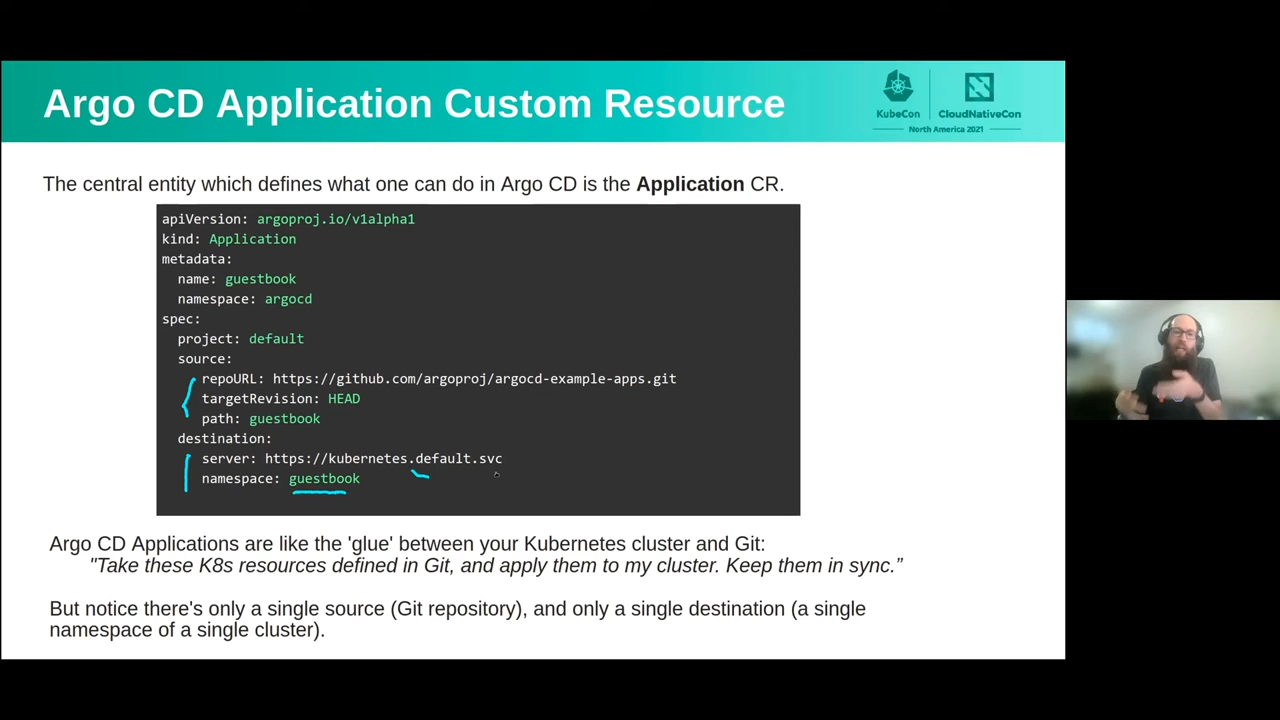 Argo CD Application Custom Resource
KubeCon
CloudNativeCon
North America 2021
The central entity which defines what one can do in Argo CD is the Application CR.
apiVersion: argoproj.io/v1alpha1
kind: Application
metadata:
  name: guestbook
  namespace: argocd
spec:
  project: default
  source:
     repoURL: https://github.com/argoproj/argocd-example-apps.git
     targetRevision: HEAD
     path: guestbook
  destination:
     server: https://kubernetes.default.svc
     namespace: guestbook
Argo CD Applications are like the 'glue' between your Kubernetes cluster and Git:
"Take these K8s resources defined in Git, and apply them to my cluster. Keep them in sync.”
But notice there's only a single source (Git repository), and only a single destination (a single
namespace of a single cluster).